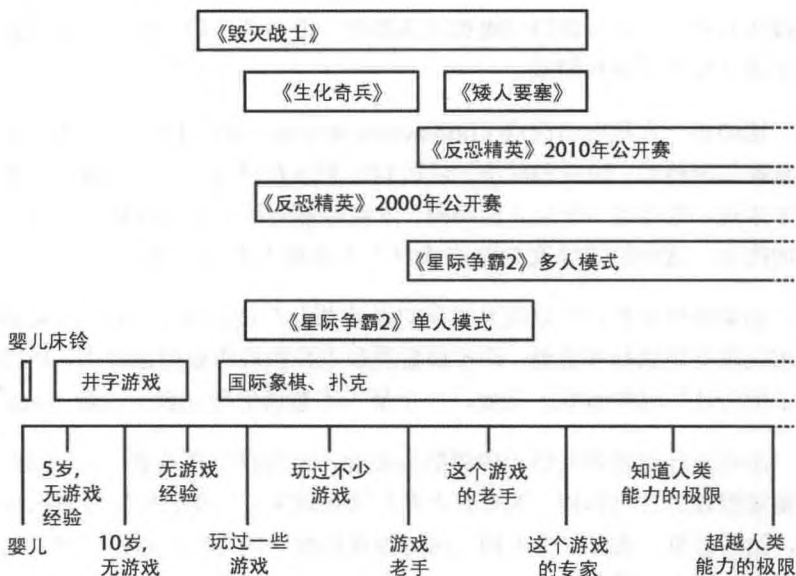 《毁灭战士》
《生化奇兵》
《矮人要塞》
《反恐精英》2010年公开赛
《反恐精英》2000年公开赛
《星际争霸2》多人模式
《星际争霸2》单人模式
婴儿床铃
井字游戏
国际象棋、扑克
5岁，
无游戏
经验
无游戏
经验
玩过不少
游戏
这个游戏
的老手
知道人类
能力的极限
婴儿
10岁，
无游戏
玩过一些
游戏
游戏
老手
这个游戏
的专家
超越人类
能力的极限